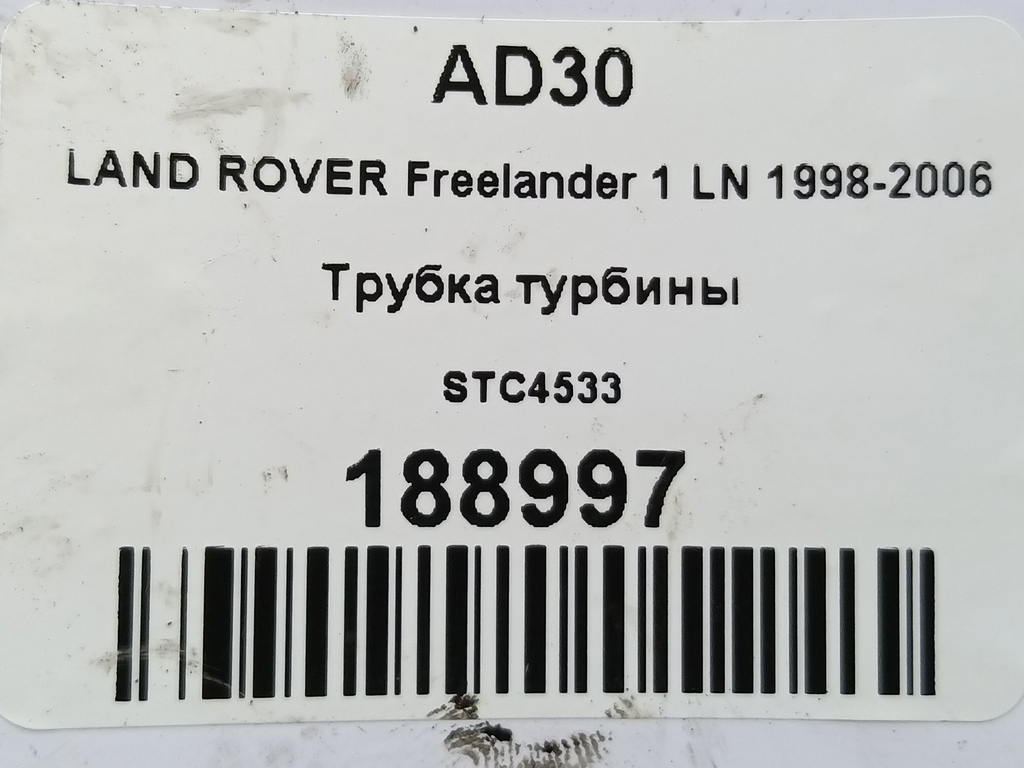 AD30
LAND ROVER Freelander 1 LN 1998-2006
Трубка турбины
STC4533
188997